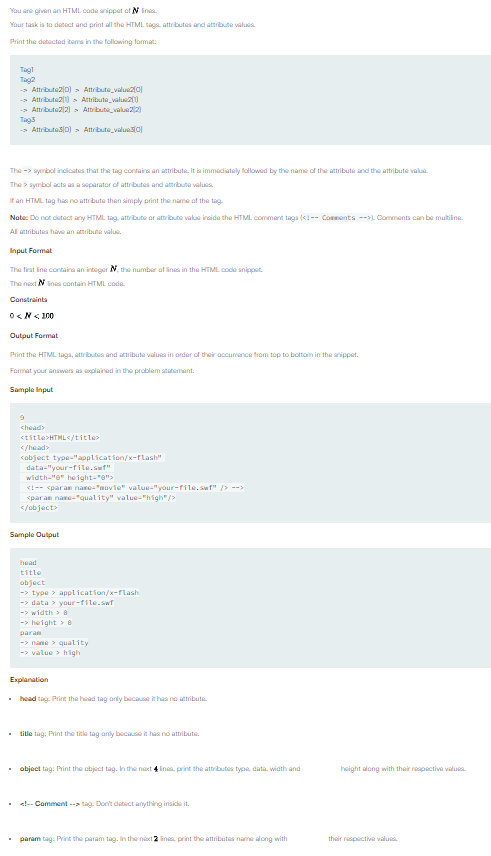 You are given an HTML code snippet of N lines.
Your task is to detect and print all the HTML tags, attributes and attribute values.
Print the detected items in the following format:
Tag1
Tag2
-> Attribute2[0] > Attribute_value2[0]
-> Attribute2[1] > Attribute_value2[1]
-> Attribute2[2] > Attribute_value2[2]
Tag3
-> Attribute3[0] > Attribute_value3[0]
The -> symbol indicates that the tag contains an attribute. It is immediately followed by the name of the attribute and the attribute value.
The > symbol acts as a separator of attributes and attribute values.
If an HTML tag has no attribute then simply print the name of the tag.
Note: Do not detect any HTML tag, attribute or attribute value inside the HTML comment tags (<!-- Comments -->). Comments can be multiline.
All attributes have an attribute value.
Input Format
The first line contains an integer N, the number of lines in the HTML code snippet.
The next N lines contain HTML code.
Constraints
0 < N < 100
Output Format
Print the HTML tags, attributes and attribute values in order of their occurrence from top to bottom in the snippet.
Format your answers as explained in the problem statement.
Sample Input
9
<head>
<title>HTML</title>
</head>
<object type="application/x-flash"
data="your-file.swf"
width="0" height="0">
<!-- <param name="movie" value="your-file.swf" /> -->
<param name="quality" value="high"/>
</object>
Sample Output
head
title
object
-> type > application/x-flash
-> data > your-file.swf
-> width > 0
-> height > 0
param
-> name > quality
-> value > high
Explanation
• head tag: Print the head tag only because it has no attribute.
• title tag: Print the title tag only because it has no attribute.
• object tag: Print the object tag. In the next 4 lines, print the attributes type, data, width and height along with their respective values.
• <!-- Comment --> tag: Don't detect anything inside it.
• param tag: Print the param tag. In the next 2 lines, print the attributes name along with their respective values.